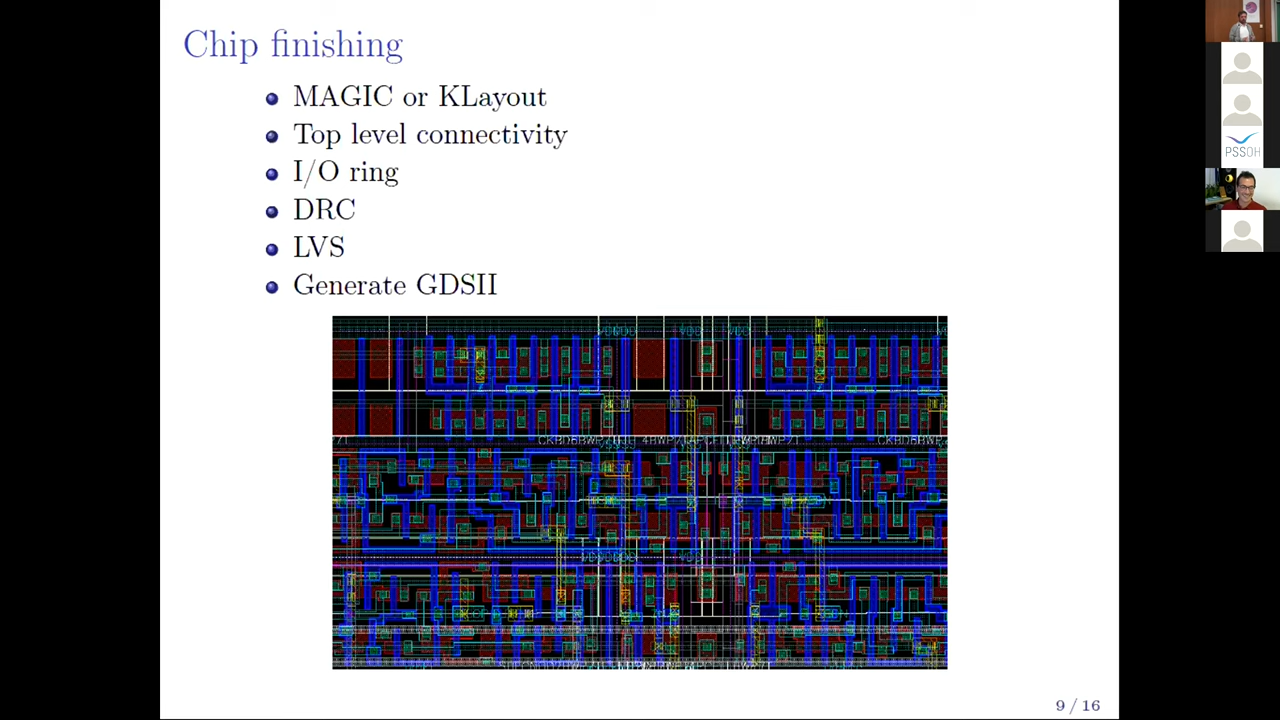 Chip finishing
MAGIC or KLayout
Top level connectivity
I/O ring
DRC
LVS
Generate GDSII
9 / 16
PSSOH